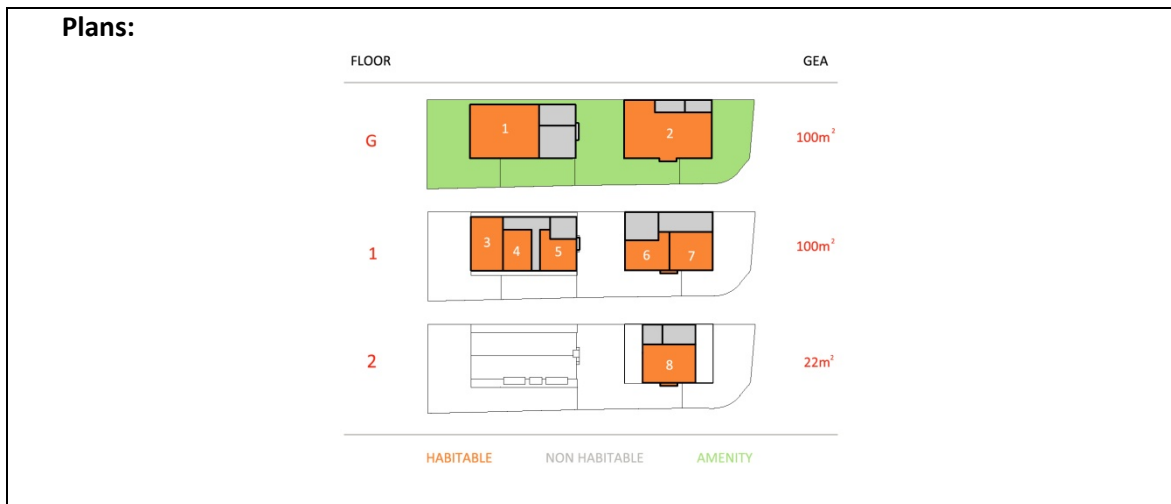 Plans:
FLOOR GEA
G 1 2 100m²
1 3 4 5 6 7 100m²
2 8 22m²
HABITABLE NON HABITABLE AMENITY